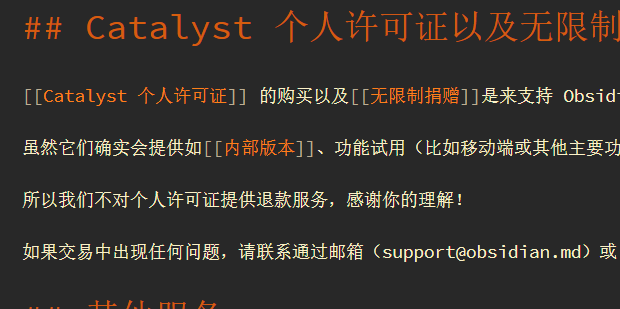 ## Catalyst 个人许可证以及无限制
[[Catalyst 个人许可证]] 的购买以及[[无限制捐赠]]是来支持 Obsidi
虽然它们确实会提供如[[内部版本]]、功能试用（比如移动端或其他主要功
所以我们不对个人许可证提供退款服务，感谢你的理解！
如果交易中出现任何问题，请联系通过邮箱（support@obsidian.md）或
## 其他服务